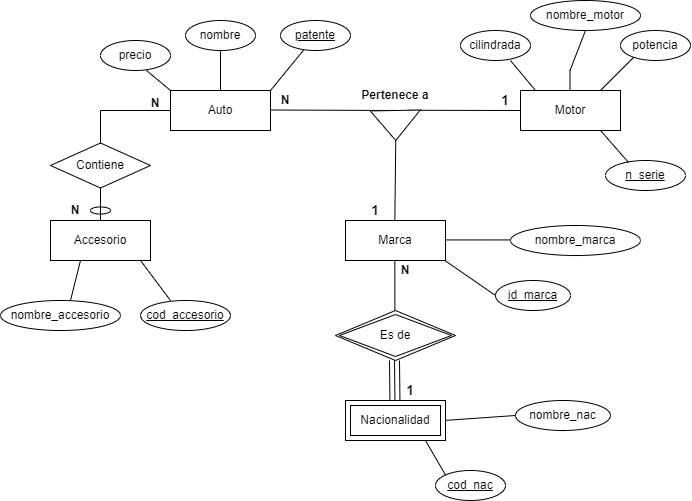 nombre_motor
nombre
patente
cilindrada
potencia
precio
Pertenece a
N
Auto
N
1
Motor
Contiene
n_serie
N
1
Accesorio
Marca
nombre_marca
N
nombre_accesorio
cod_accesorio
id_marca
Es de
1
Nacionalidad
nombre_nac
cod_nac